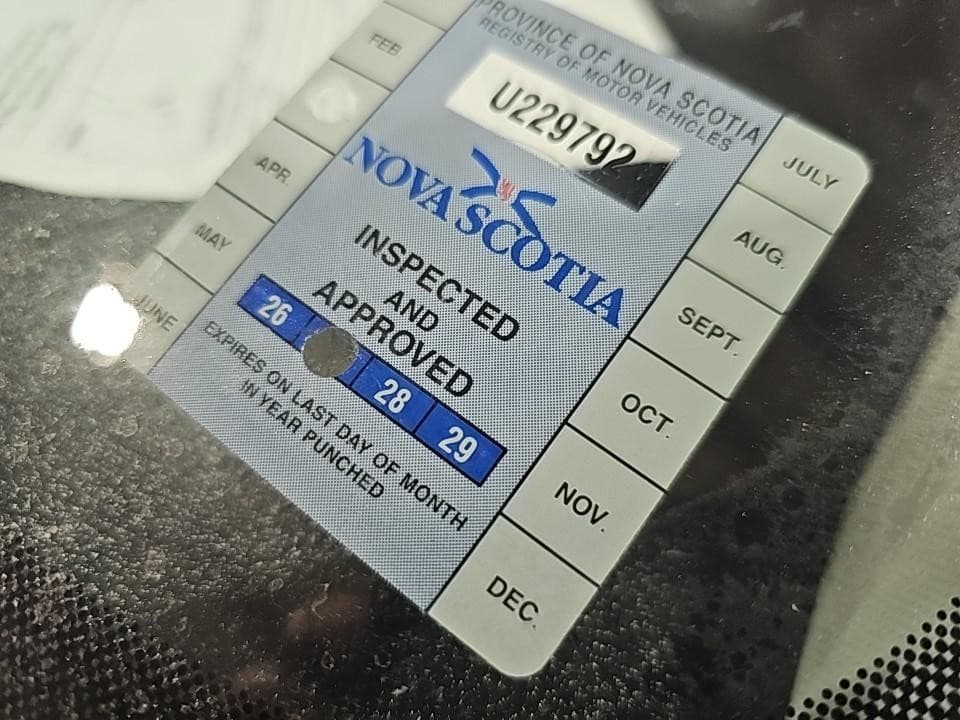 PROVINCE OF NOVA SCOTIA
REGISTRY OF MOTOR VEHICLES
U229792
NOVA SCOTIA
INSPECTED
AND
APPROVED
26 28 29
EXPIRES ON LAST DAY OF MONTH
IN YEAR PUNCHED
FEB
APR.
MAY
JUNE
JULY
AUG.
SEPT.
OCT.
NOV.
DEC.